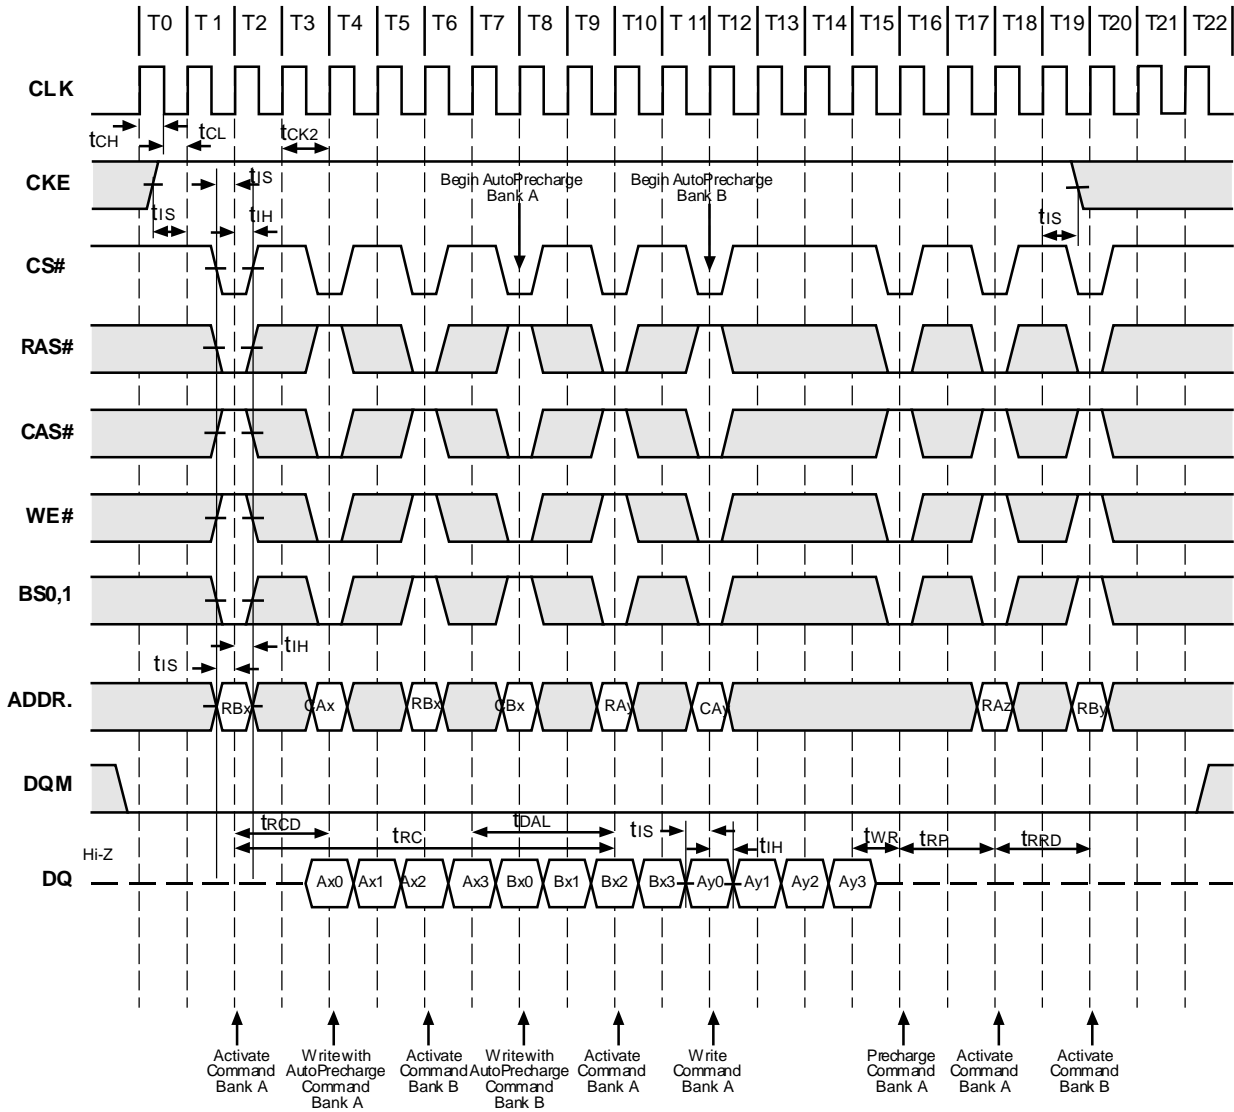 T0 T1 T2 T3 T4 T5 T6 T7 T8 T9 T10 T11 T12 T13 T14 T15 T16 T17 T18 T19 T20 T21 T22
CLK
tCH tCL tCK2
CKE
tIS
Begin AutoPrecharge
Bank A
Begin AutoPrecharge
Bank B
tIS tIH tIS
CS#
RAS#
CAS#
WE#
BS0,1
tIS tIH
ADDR.
RBx CAx RBx CBx RAy CAy RAz RBy
DQM
tRCD tRC tDAL tIS tIH tWR tRP tRRD
Hi-Z
DQ
Ax0 Ax1 Ax2 Ax3 Bx0 Bx1 Bx2 Bx3 Ay0 Ay1 Ay2 Ay3
Activate
Command
Bank A
Write with
AutoPrecharge
Command
Bank A
Activate
Command
Bank B
Write with
AutoPrecharge
Command
Bank B
Activate
Command
Bank A
Write
Command
Bank A
Precharge
Command
Bank A
Activate
Command
Bank A
Activate
Command
Bank B